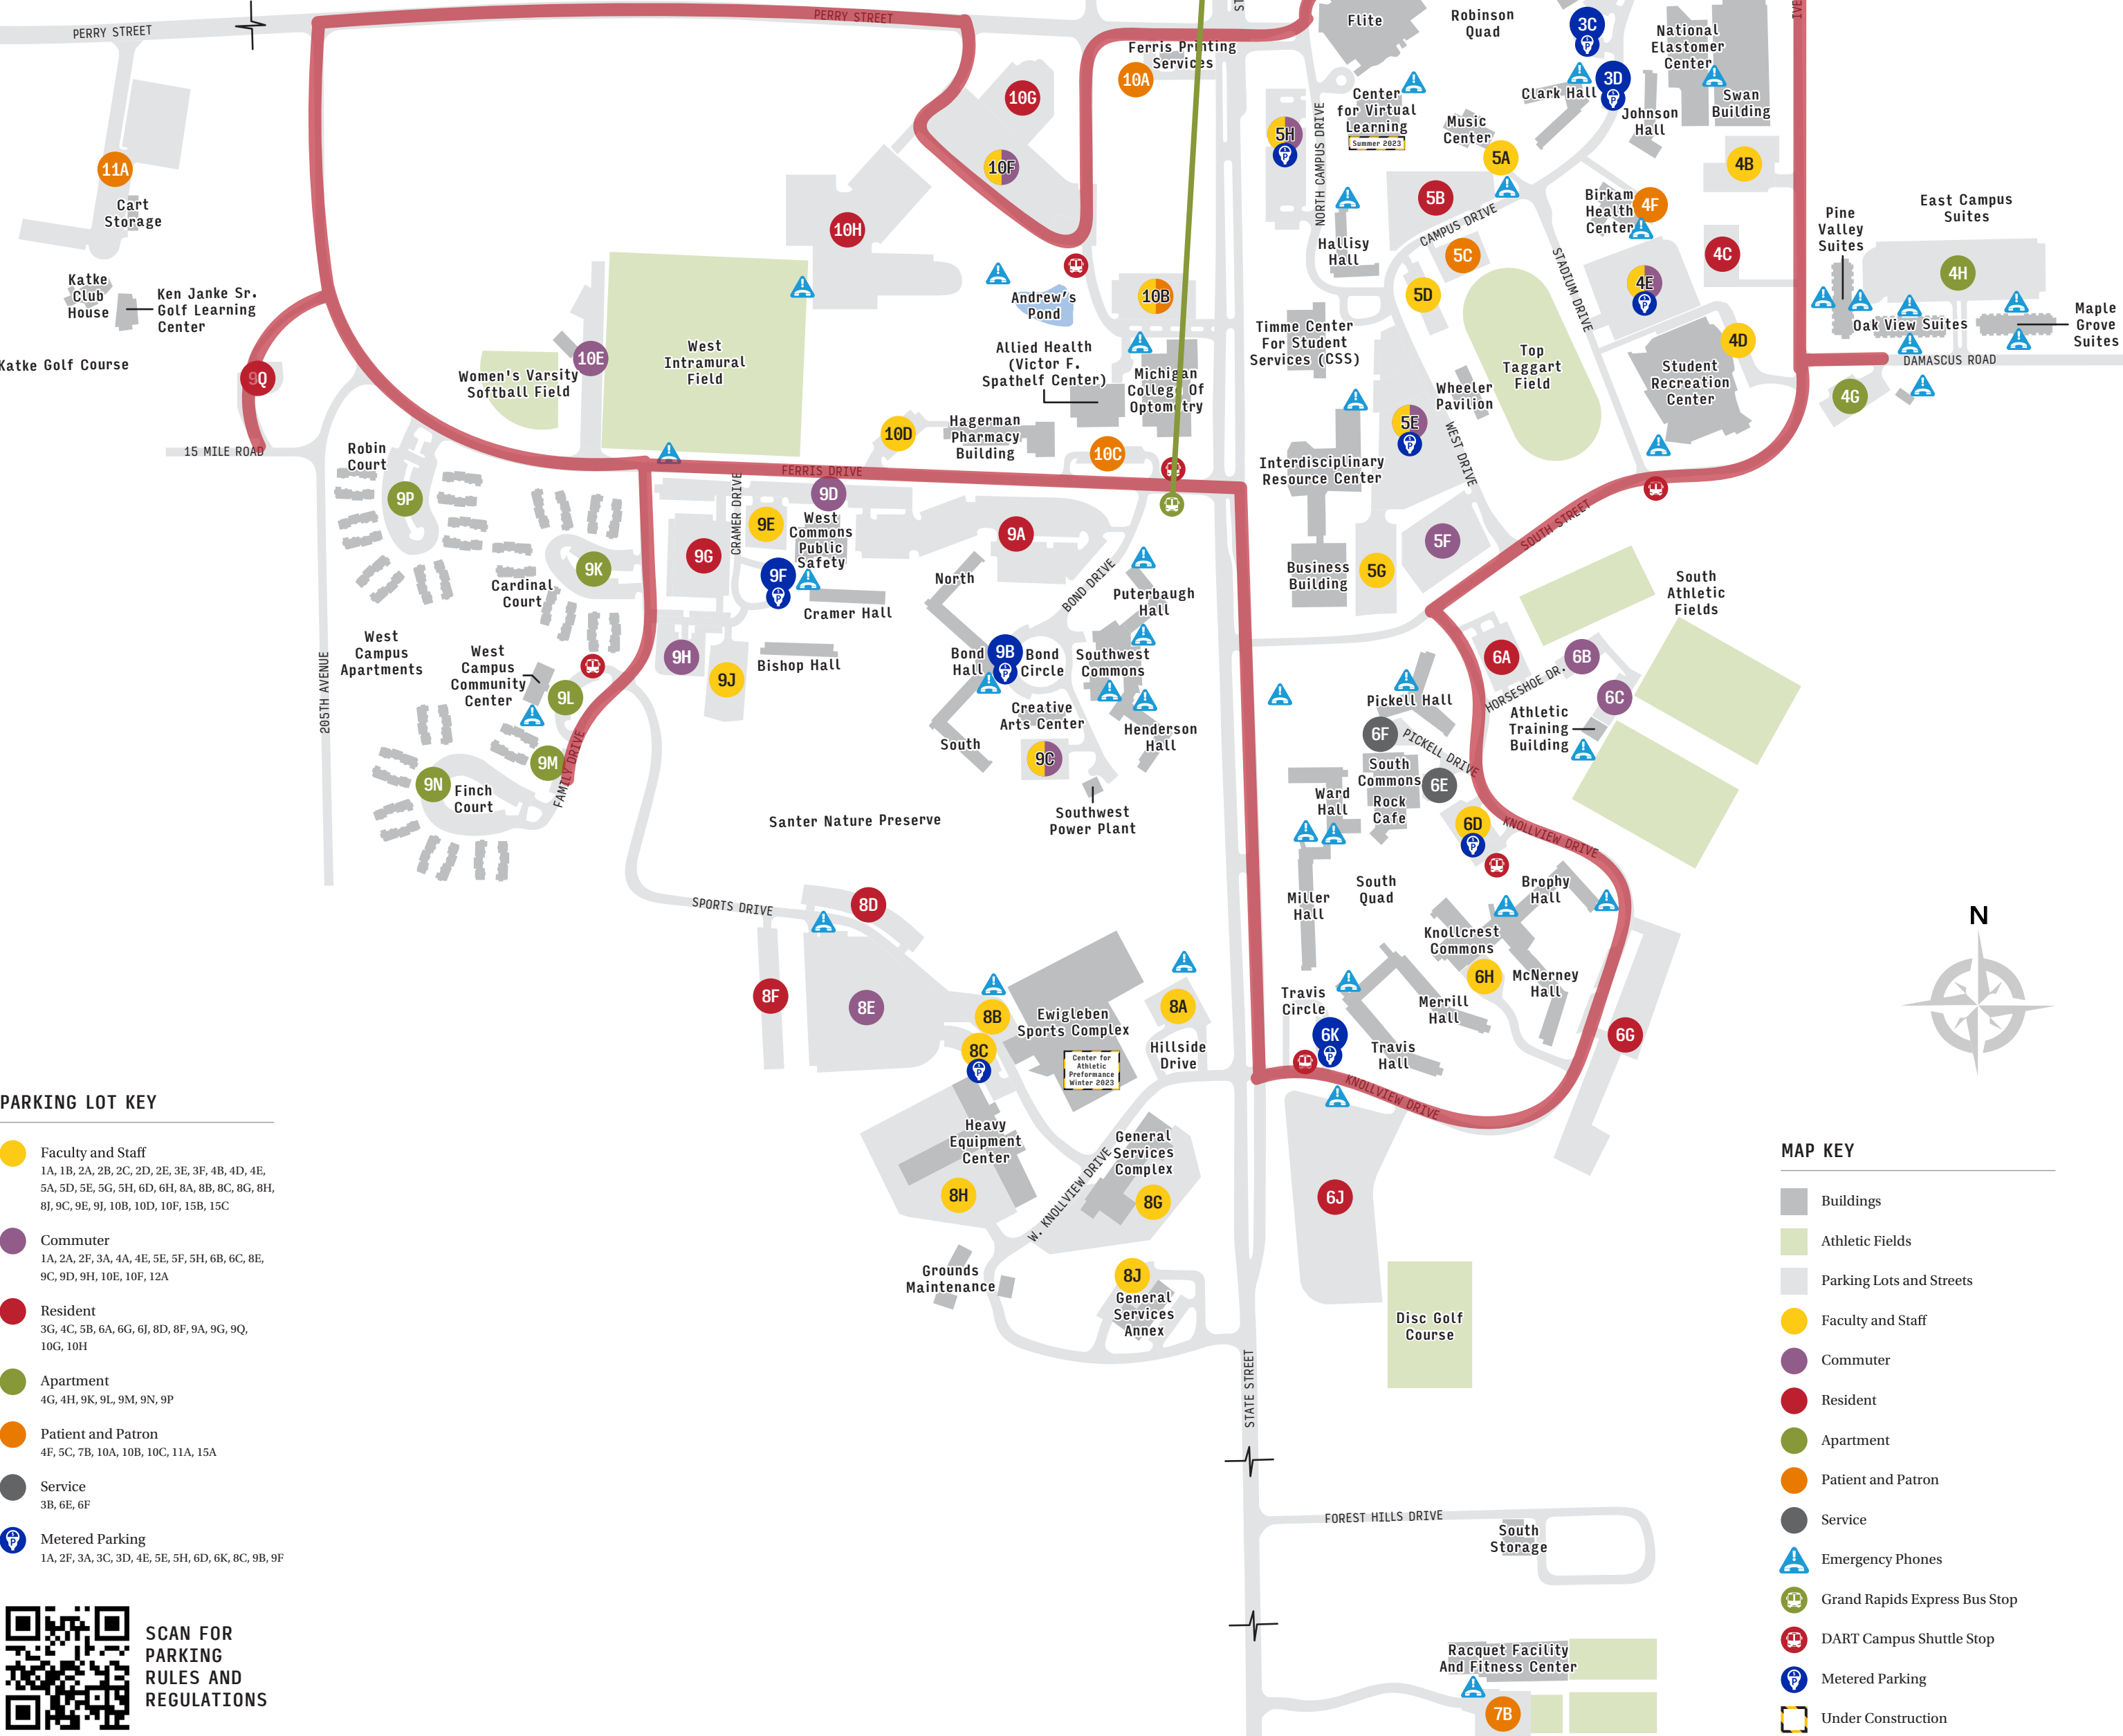 PERRY STREET
PERRY STREET
ST
Flite
Robinson
Quad
3C
National
Elastomer
Center
Ferris Printing
Services
10A
10G
Center
for Virtual
Learning
Summer 2023
Clark Hall
3D
Johnson
Hall
Swan
Building
Music
Center
5H
NORTH CAMPUS DRIVE
5A
4B
11A
Cart
Storage
10F
10H
5B
CAMPUS DRIVE
5C
Birkam
Health
Center
4F
4C
Pine
Valley
Suites
East Campus
Suites
4H
Hallisy
Hall
5D
STADIUM DRIVE
4E
Katke
Club
House
Ken Janke Sr.
Golf Learning
Center
Andrew's
Pond
10B
Timme Center
For Student
Services (CSS)
Oak View Suites
Maple
Grove
Suites
4D
DAMASCUS ROAD
Katke Golf Course
9Q
10E
Women's Varsity
Softball Field
West
Intramural
Field
Allied Health
(Victor F.
Spathelf Center)
Michigan
College Of
Optometry
Top
Taggart
Field
Student
Recreation
Center
4G
Wheeler
Pavilion
5E
WEST DRIVE
10D
Hagerman
Pharmacy
Building
10C
15 MILE ROAD
Robin
Court
9P
FERRIS DRIVE
Interdisciplinary
Resource Center
CRAMER DRIVE
9D
9E
West
Commons
Public
Safety
9A
9G
9F
Cramer Hall
9K
Cardinal
Court
North
BOND DRIVE
Puterbaugh
Hall
Business
Building
5G
5F
SOUTH STREET
South
Athletic
Fields
West
Campus
Apartments
205TH AVENUE
West
Campus
Community
Center
9L
9H
9J
Bishop Hall
Bond
Hall
9B
Bond
Circle
Southwest
Commons
Creative
Arts Center
South
9C
Henderson
Hall
6A
6B
HORSESHOE DR.
6C
Pickell Hall
Athletic
Training
Building
6F
PICKELL DRIVE
9M
FAMILY DRIVE
9N
Finch
Court
Santer Nature Preserve
Southwest
Power Plant
South
Commons
Rock
Cafe
6E
Ward
Hall
6D
KNOLLVIEW DRIVE
Miller
Hall
South
Quad
Brophy
Hall
Knollcrest
Commons
6H
McNerney
Hall
SPORTS DRIVE
8D
8F
8E
8B
8C
Ewigleben
Sports Complex
Center for
Athletic
Preformance
Winter 2023
8A
Hillside
Drive
Travis
Circle
6K
Merrill
Hall
Travis
Hall
6G
KNOLLVIEW DRIVE
N
Heavy
Equipment
Center
8H
General
Services
Complex
8G
W. KNOLLVIEW DRIVE
6J
Grounds
Maintenance
8J
General
Services
Annex
Disc Golf
Course
STATE STREET
FOREST HILLS DRIVE
South
Storage
Racquet Facility
And Fitness Center
7B
PARKING LOT KEY
Faculty and Staff
1A, 1B, 2A, 2B, 2C, 2D, 2E, 3E, 3F, 4B, 4D, 4E,
5A, 5D, 5E, 5G, 5H, 6D, 6H, 8A, 8B, 8C, 8G, 8H,
8J, 9C, 9E, 9J, 10B, 10D, 10F, 15B, 15C
Commuter
1A, 2A, 2F, 3A, 4A, 4E, 5E, 5F, 5H, 6B, 6C, 8E,
9C, 9D, 9H, 10E, 10F, 12A
Resident
3G, 4C, 5B, 6A, 6G, 6J, 8D, 8F, 9A, 9G, 9Q,
10G, 10H
Apartment
4G, 4H, 9K, 9L, 9M, 9N, 9P
Patient and Patron
4F, 5C, 7B, 10A, 10B, 10C, 11A, 15A
Service
3B, 6E, 6F
Metered Parking
1A, 2F, 3A, 3C, 3D, 4E, 5E, 5H, 6D, 6K, 8C, 9B, 9F
SCAN FOR
PARKING
RULES AND
REGULATIONS
MAP KEY
Buildings
Athletic Fields
Parking Lots and Streets
Faculty and Staff
Commuter
Resident
Apartment
Patient and Patron
Service
Emergency Phones
Grand Rapids Express Bus Stop
DART Campus Shuttle Stop
Metered Parking
Under Construction